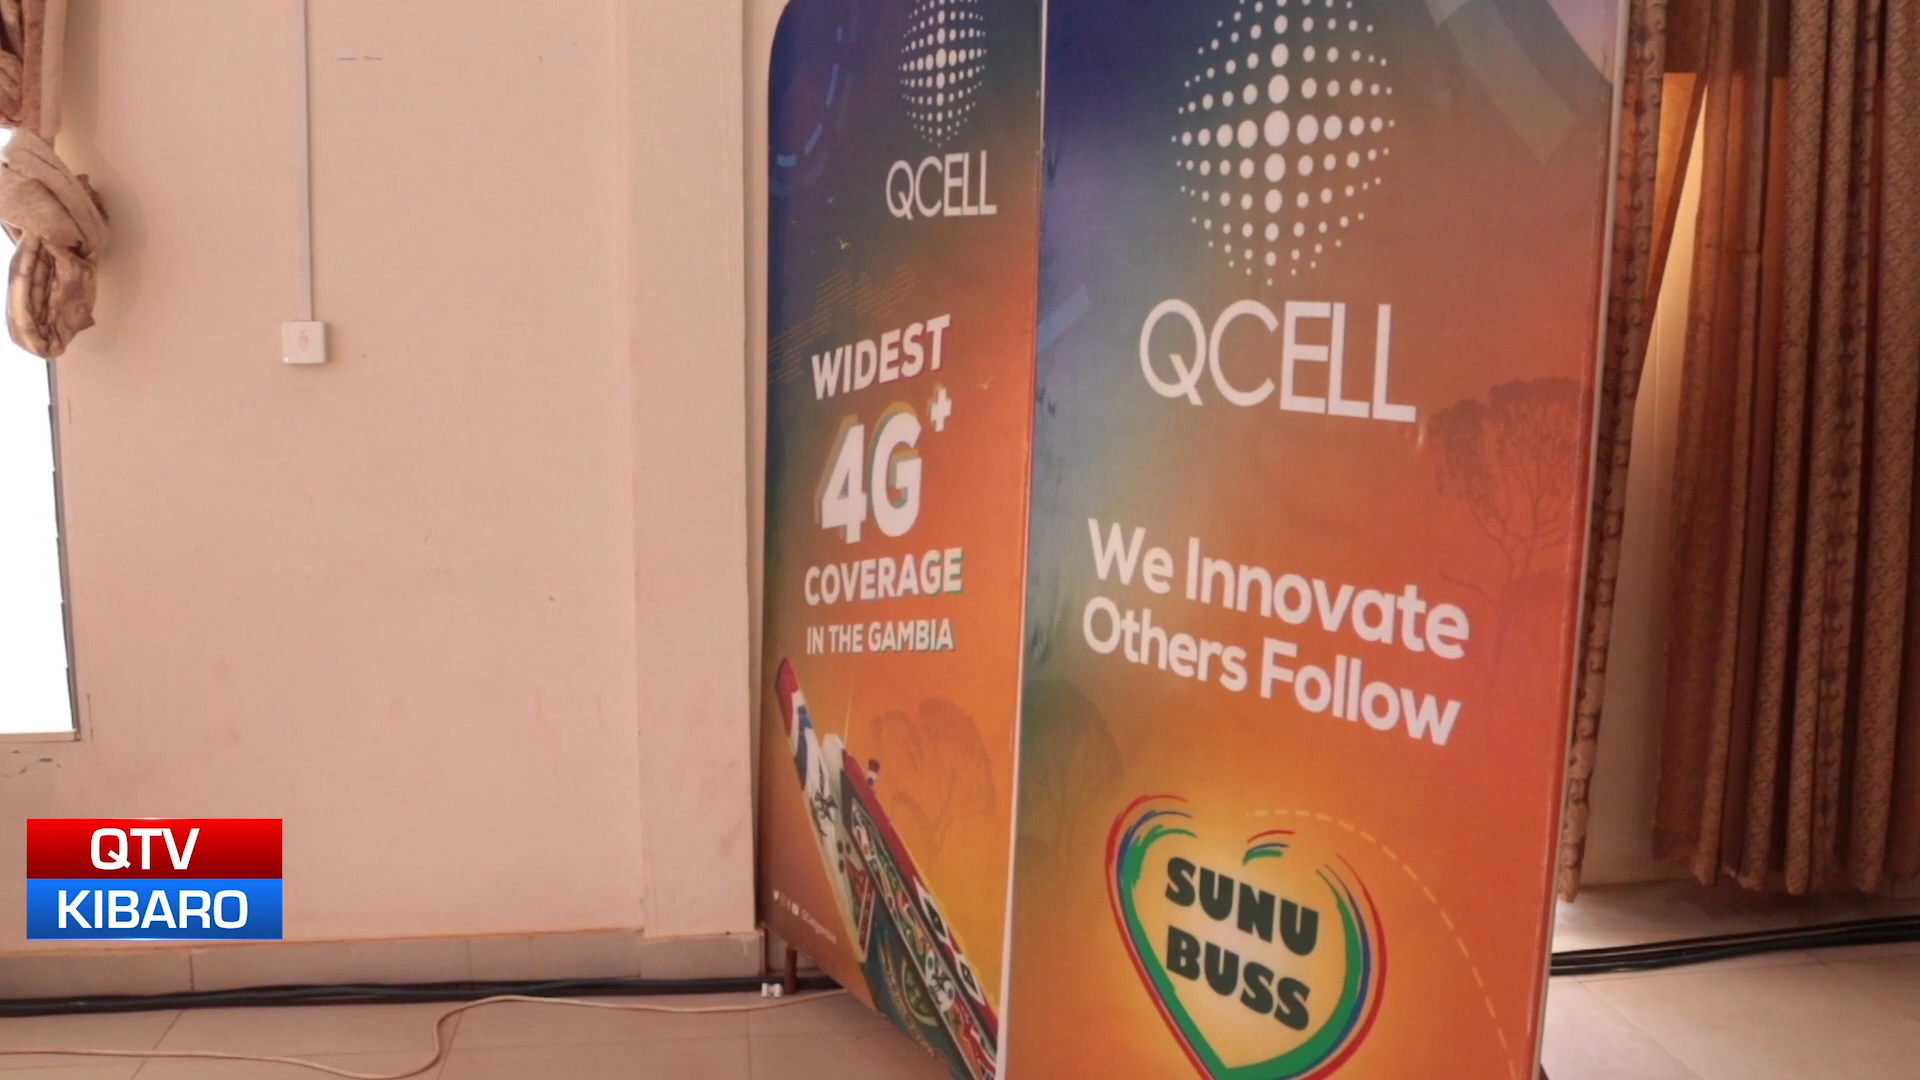 QCELL
WIDEST
4G+
COVERAGE
IN THE GAMBIA
QCELL
We Innovate
Others Follow
SUNU
BUSS
QTV
KIBARO